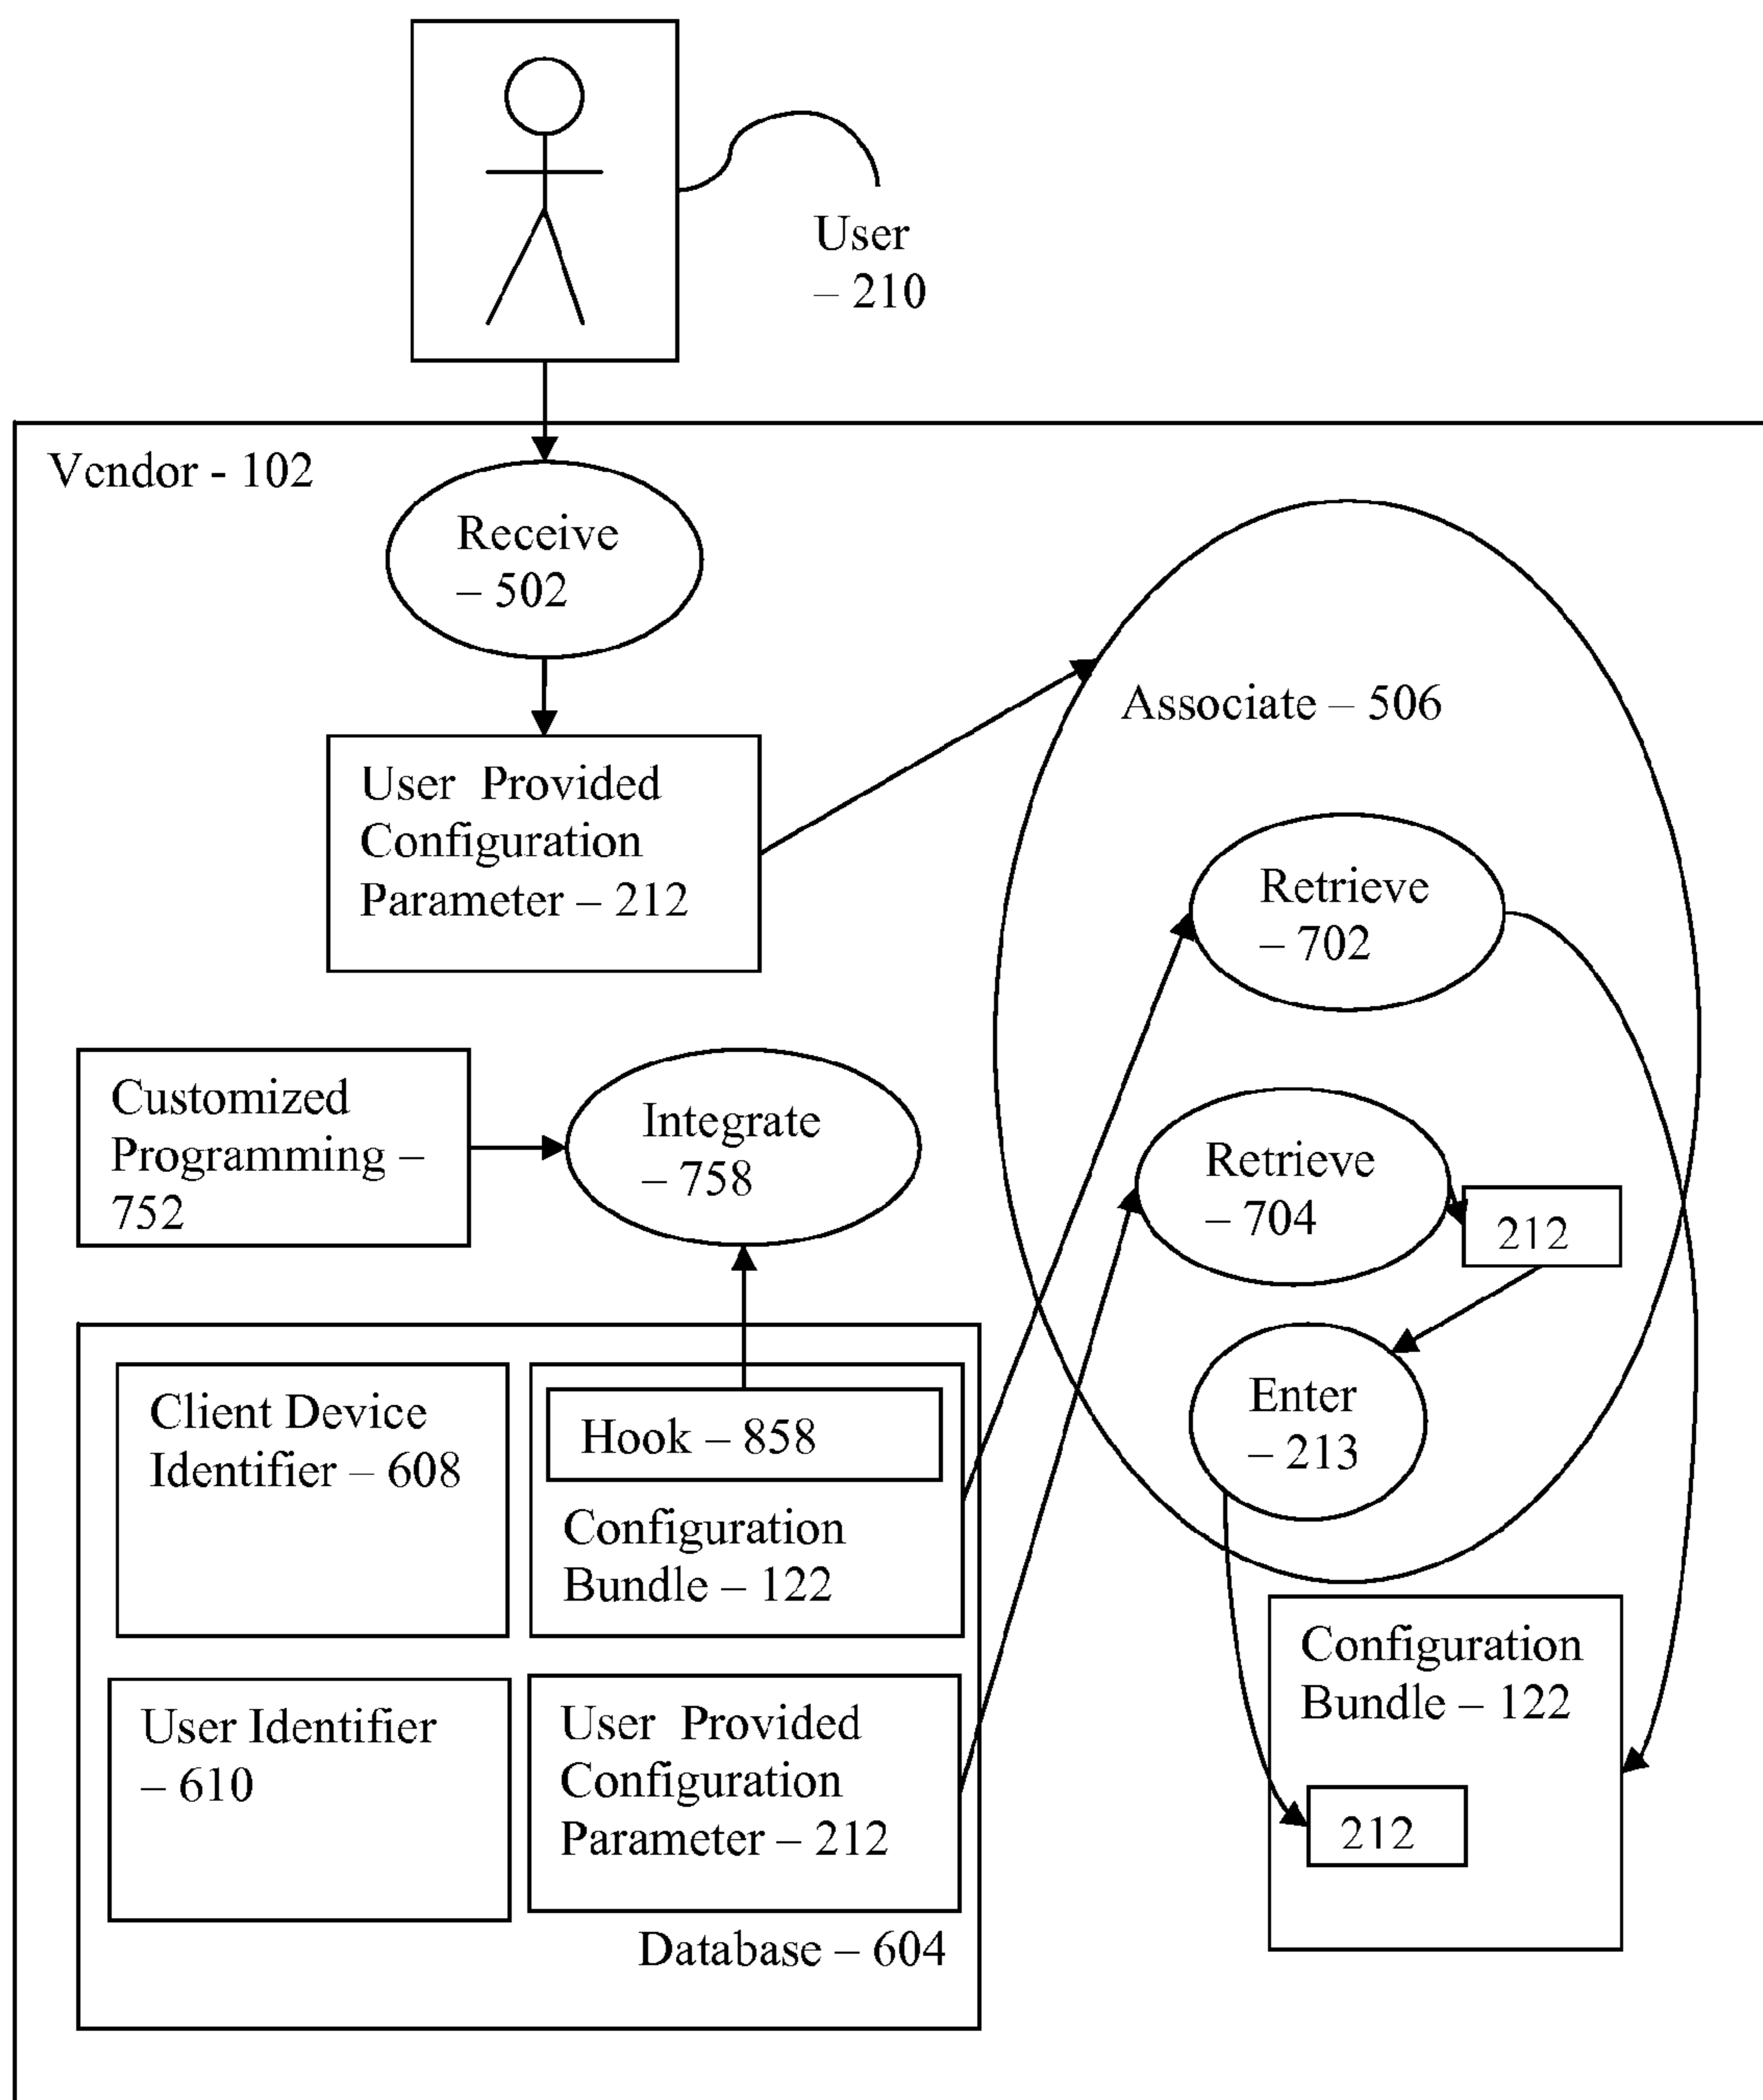 User
– 210
Vendor - 102
Receive
– 502
Associate – 506
User Provided
Configuration
Parameter – 212
Retrieve
– 702
Customized
Programming –
752
Integrate
– 758
Retrieve
– 704
212
Client Device
Identifier – 608
Hook – 858
Configuration
Bundle – 122
Enter
– 213
User Identifier
– 610
User Provided
Configuration
Parameter – 212
Database – 604
Configuration
Bundle – 122
212